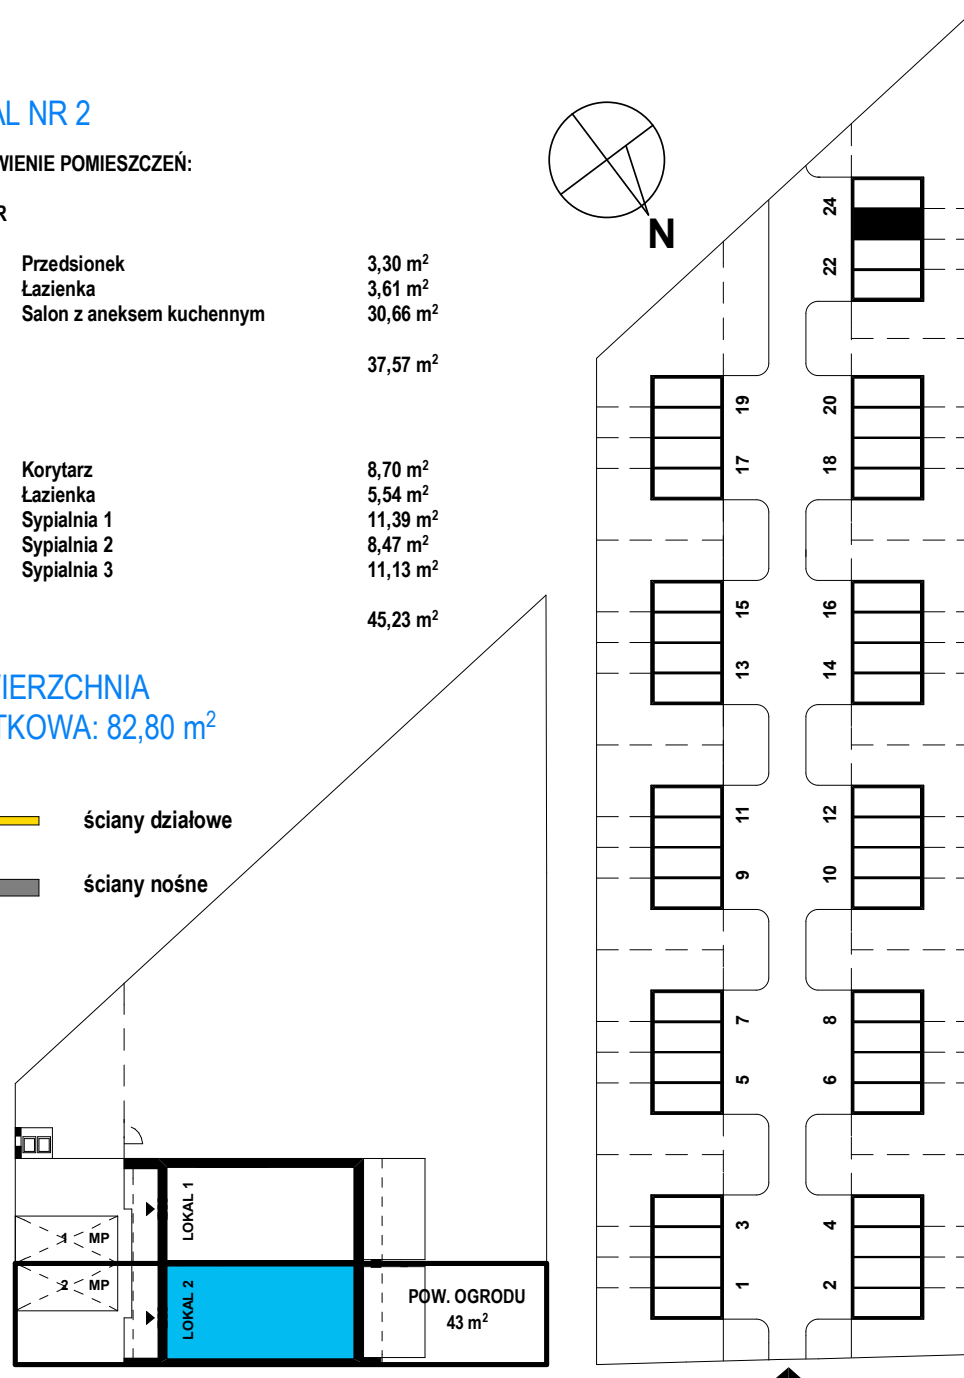 AL NR 2
WIENIE POMIESZCZEŃ:
R
Przedsionek 3,30 m²
Łazienka 3,61 m²
Salon z aneksem kuchennym 30,66 m²
37,57 m²
Korytarz 8,70 m²
Łazienka 5,54 m²
Sypialnia 1 11,39 m²
Sypialnia 2 8,47 m²
Sypialnia 3 11,13 m²
45,23 m²
IERZCHNIA
TKOWA: 82,80 m²
ściany działowe
ściany nośne
LOKAL 1
1 MP
2 MP
LOKAL 2
POW. OGRODU
43 m²
N
24
22
19 20
17 18
15 16
13 14
11 12
9 10
7 8
5 6
3 4
1 2